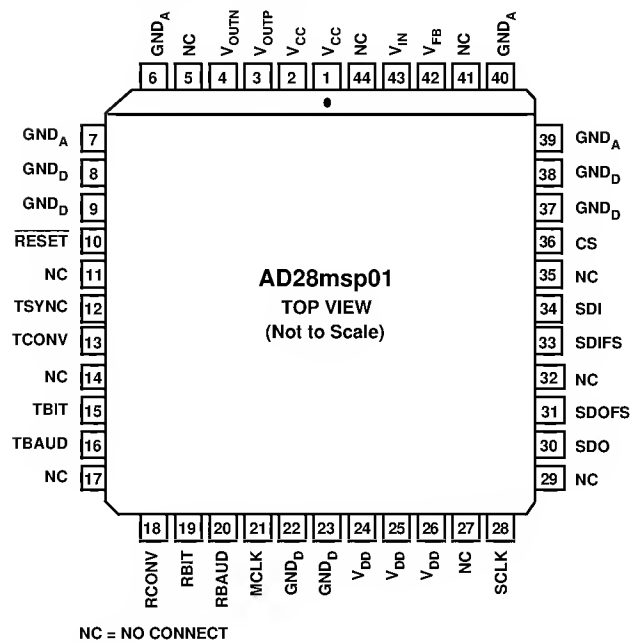 GNDA NC VOUTN VOUTP VCC VCC NC VIN VFB NC GNDA
6 5 4 3 2 1 44 43 42 41 40
GNDA 7
GNDD 8
GNDD 9
RESET 10
NC 11
TSYNC 12
TCONV 13
NC 14
TBIT 15
TBAUD 16
NC 17
AD28msp01
TOP VIEW
(Not to Scale)
39 GNDA
38 GNDD
37 GNDD
36 CS
35 NC
34 SDI
33 SDIFS
32 NC
31 SDOFS
30 SDO
29 NC
18 19 20 21 22 23 24 25 26 27 28
RCONV RBIT RBAUD MCLK GNDD GNDD VDD VDD VDD NC SCLK
NC = NO CONNECT